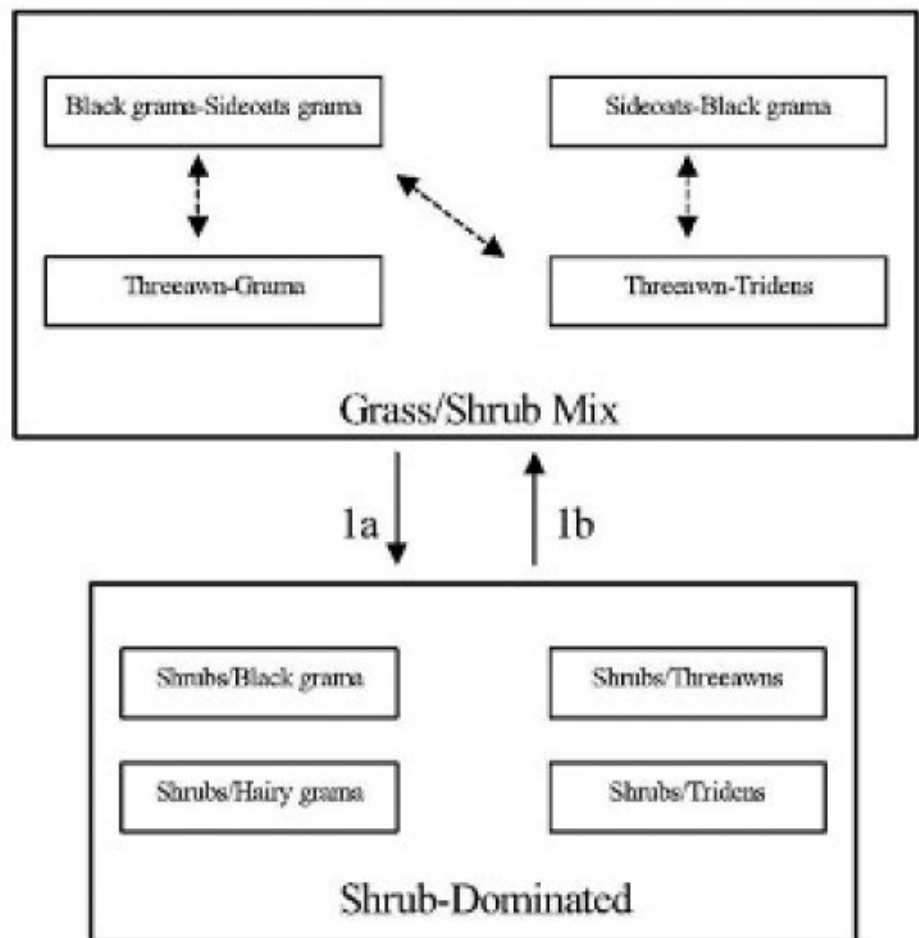 Black grama-Sideoats grama
Sideoats-Black grama
Threeawn-Grama
Threeawn-Tridens
Grass/Shrub Mix
1a
1b
Shrubs/Black grama
Shrubs/Threeawns
Shrubs/Hairy grama
Shrubs/Tridens
Shrub-Dominated